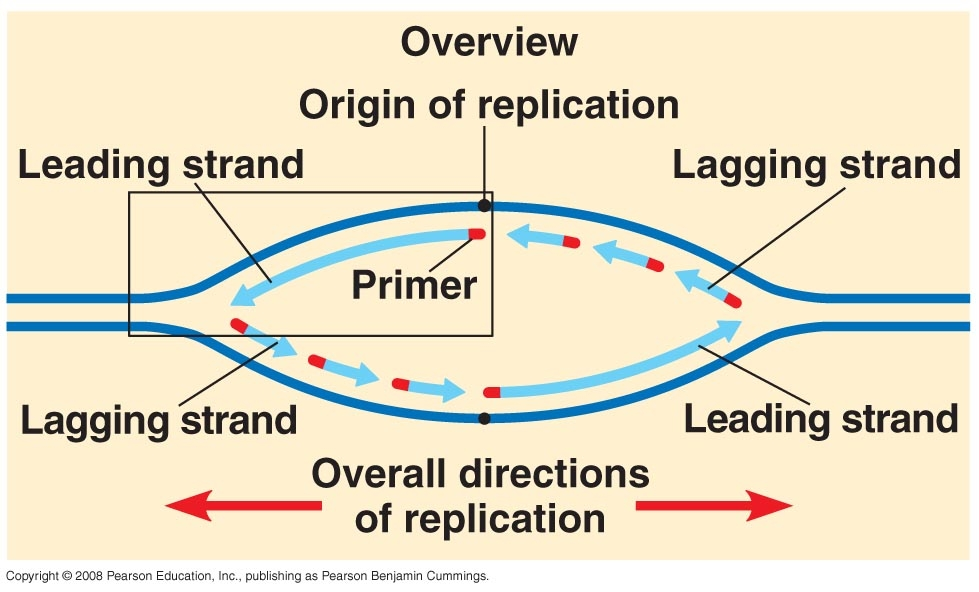 Overview
Origin of replication
Leading strand
Lagging strand
Primer
Lagging strand
Leading strand
Overall directions
of replication
Copyright © 2008 Pearson Education, Inc., publishing as Pearson Benjamin Cummings.